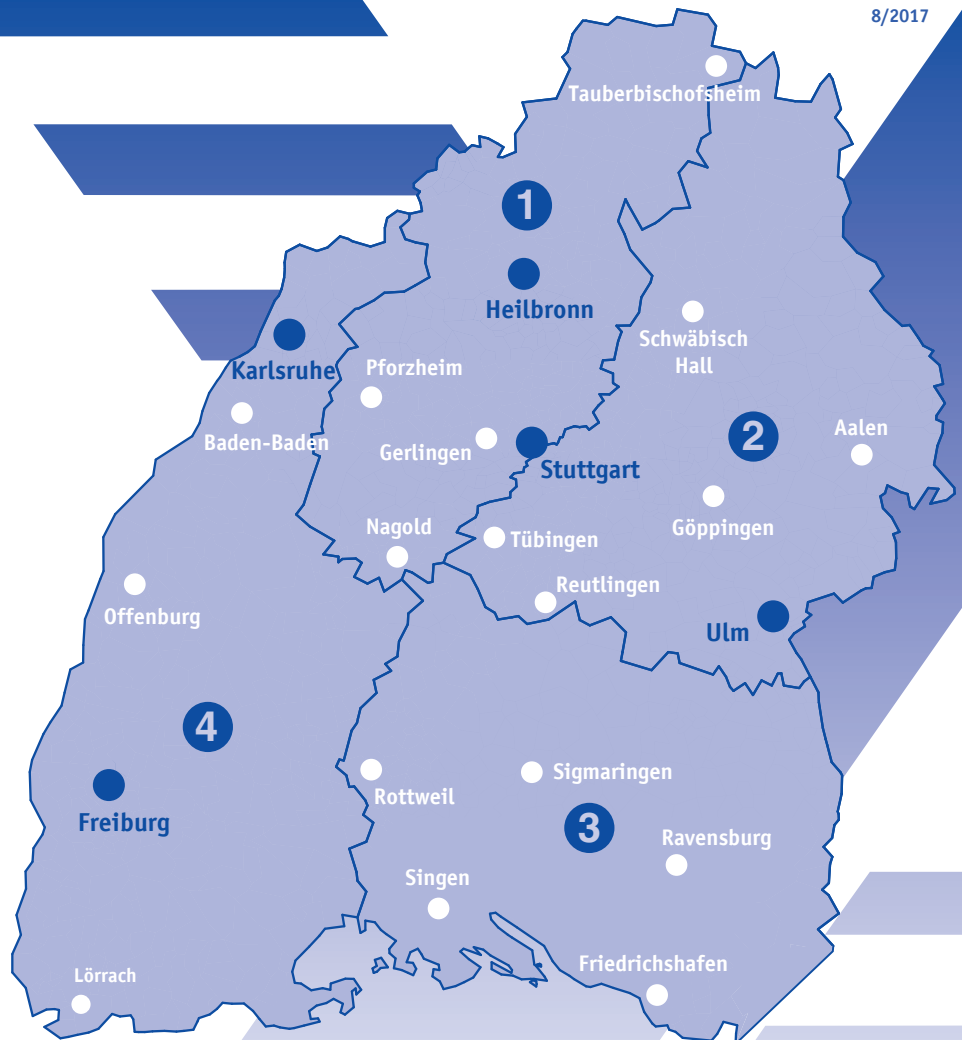 8/2017
Tauberbischofsheim
1
Heilbronn
Schwäbisch
Hall
Karlsruhe
Pforzheim
Baden-Baden
Gerlingen
Stuttgart
2
Aalen
Göppingen
Nagold
Tübingen
Reutlingen
Offenburg
Ulm
4
Freiburg
Rottweil
Sigmaringen
3
Ravensburg
Singen
Friedrichshafen
Lörrach